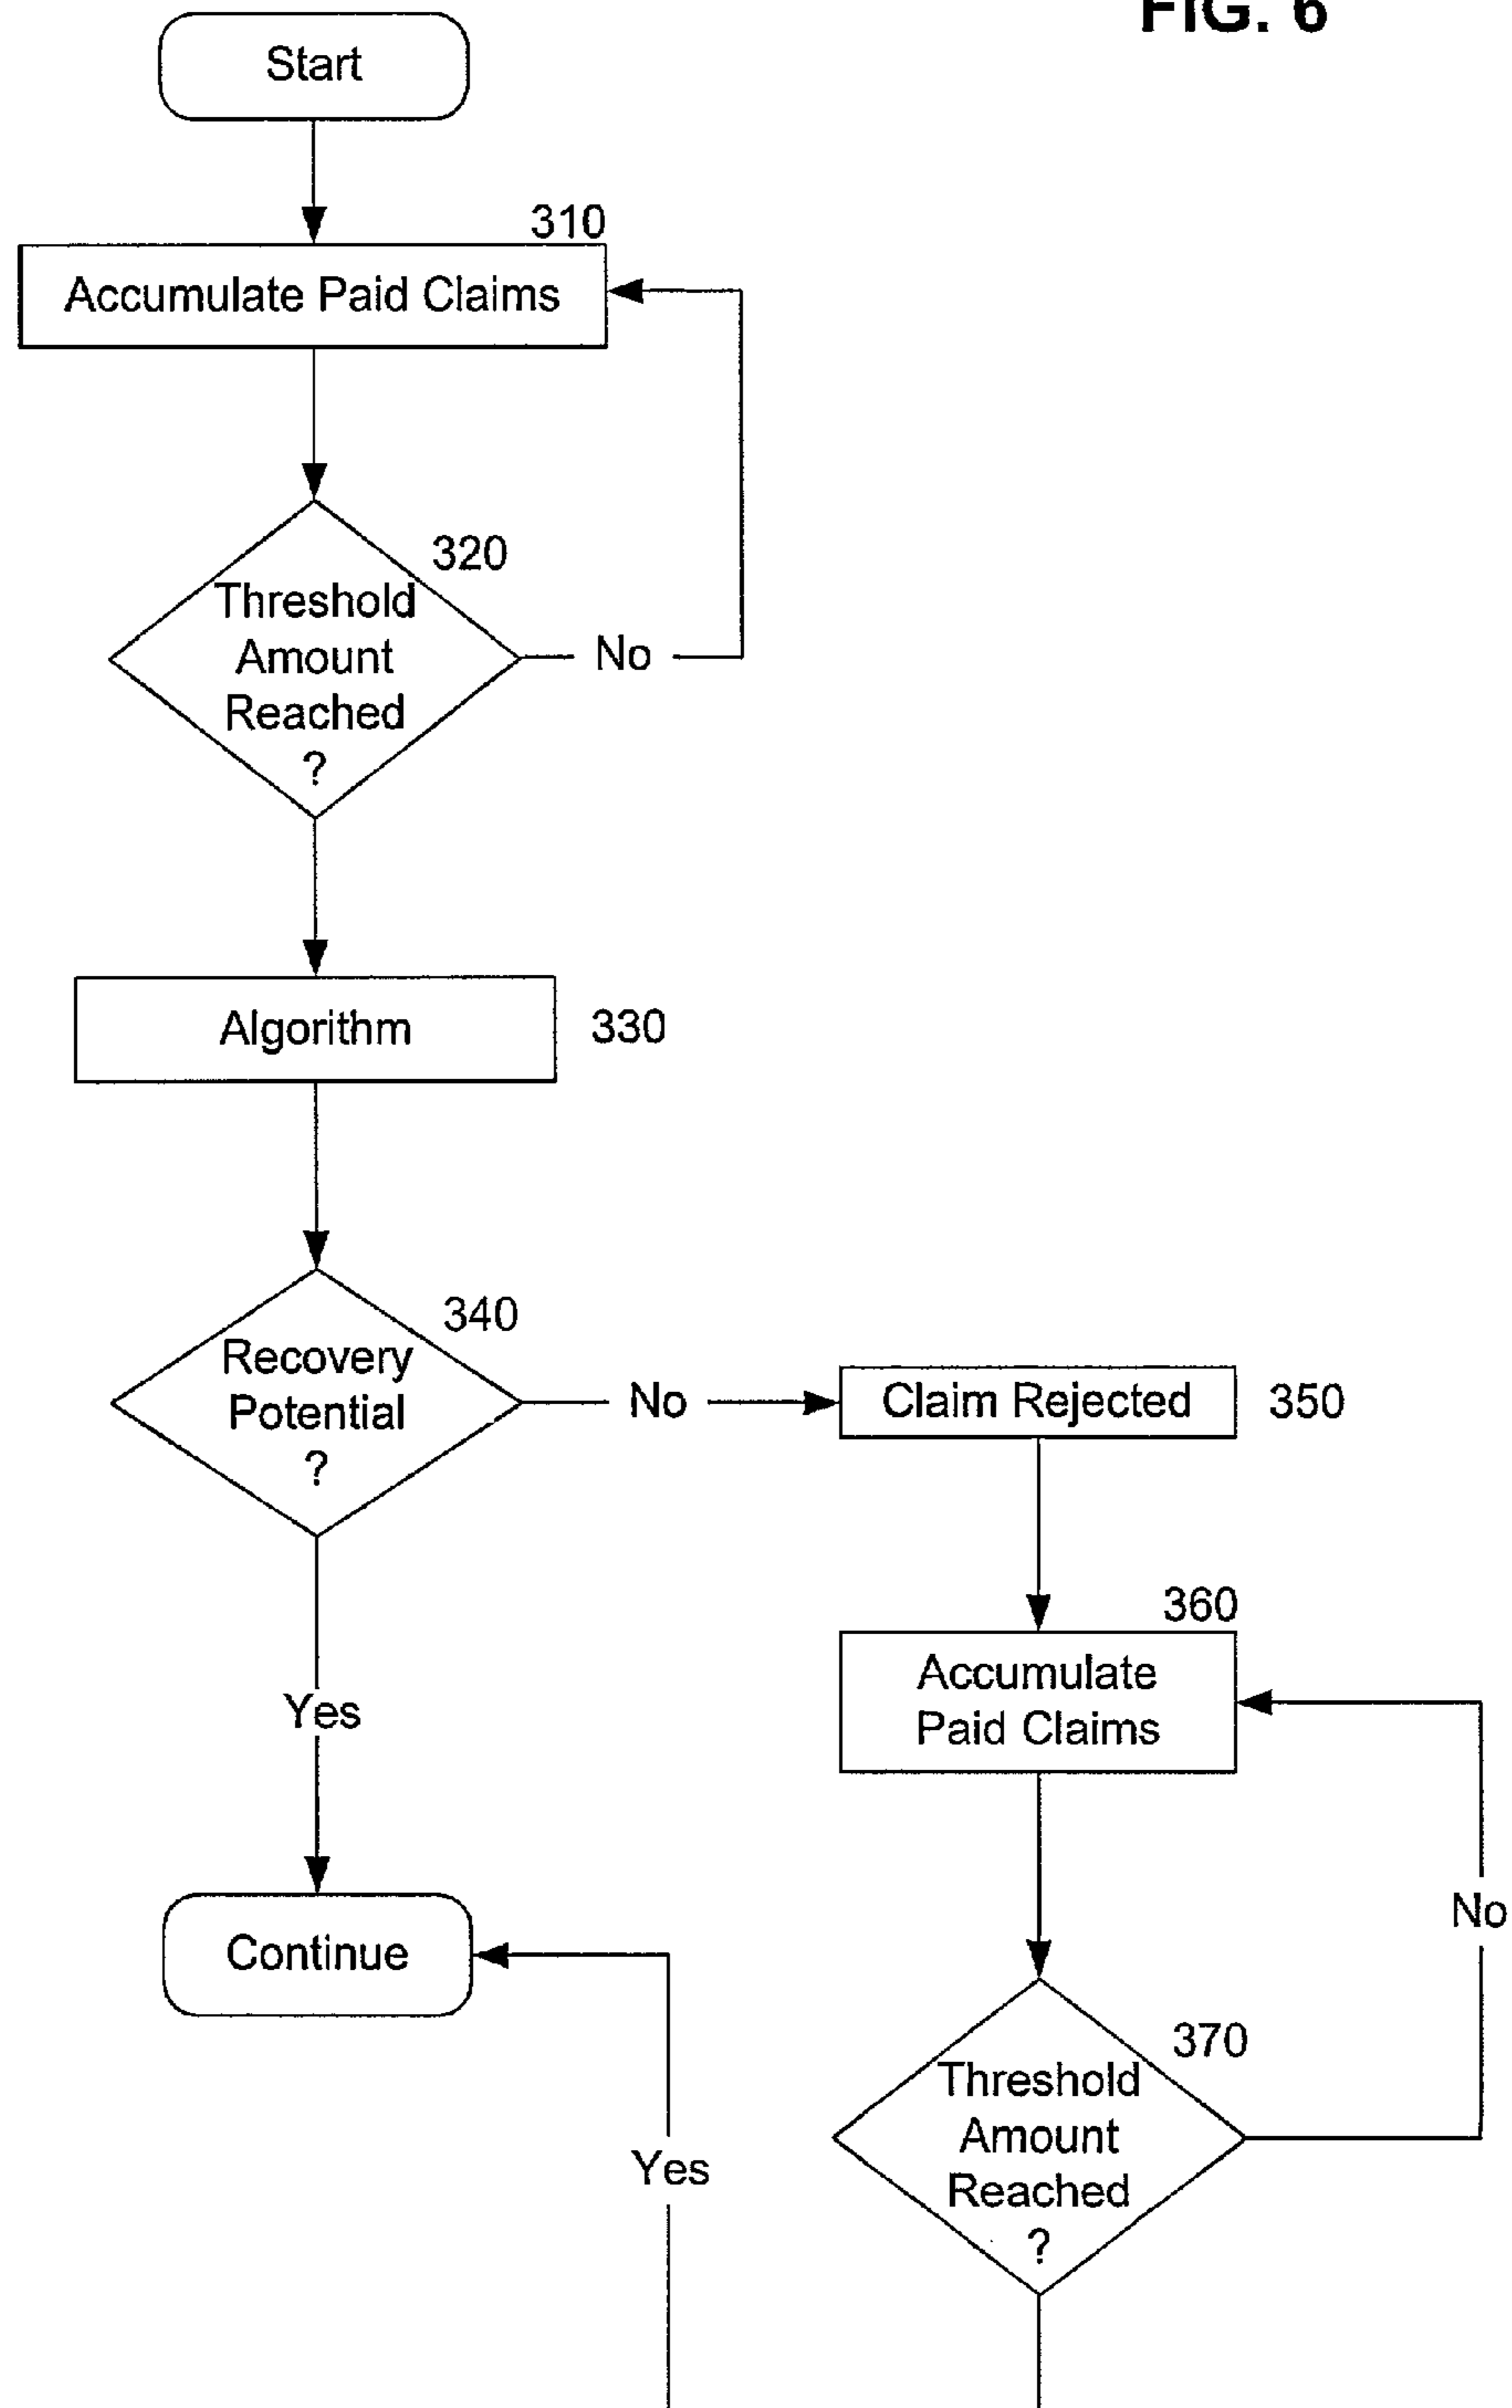 FIG. 6
Start
310
Accumulate Paid Claims
320
Threshold
Amount
Reached
?
No
Algorithm
330
340
Recovery
Potential
?
No
Claim Rejected
350
360
Accumulate
Paid Claims
Yes
No
Continue
370
Threshold
Amount
Reached
?
Yes